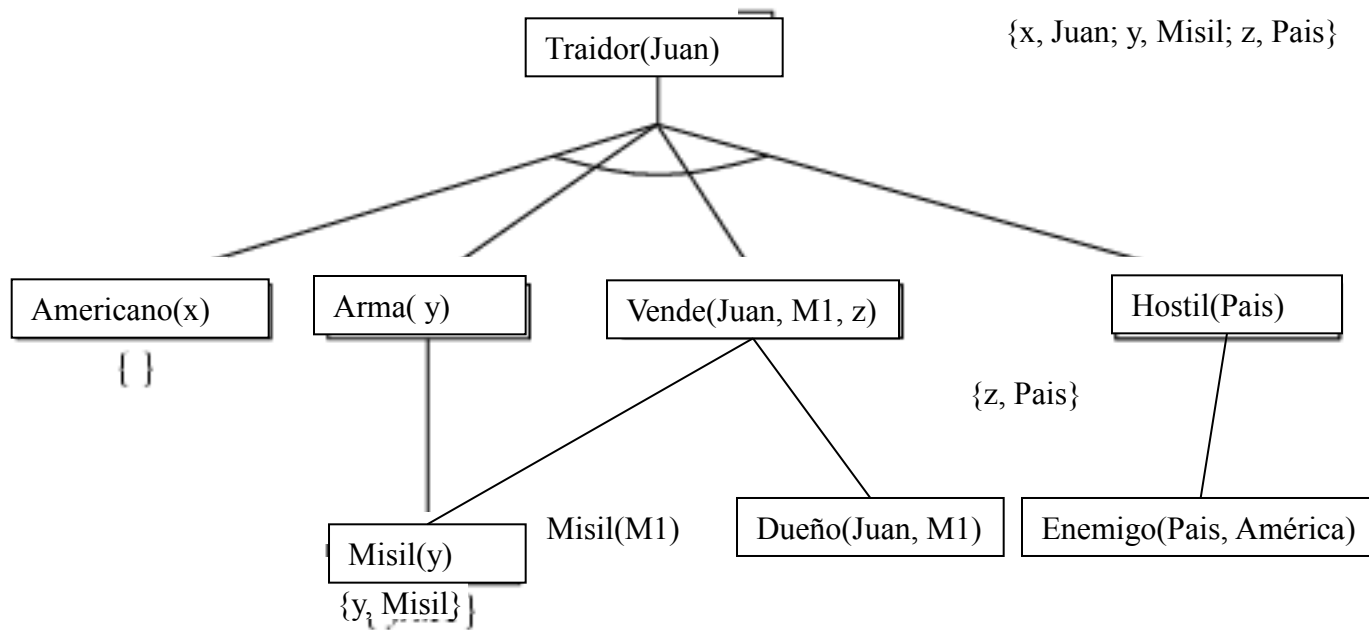 Traidor(Juan)
{x, Juan; y, Misil; z, Pais}
Americano(x)
Arma( y)
Vende(Juan, M1, z)
Hostil(Pais)
{ }
{z, Pais}
Misil(y)
Misil(M1)
Dueño(Juan, M1)
Enemigo(Pais, América)
{y, Misil}